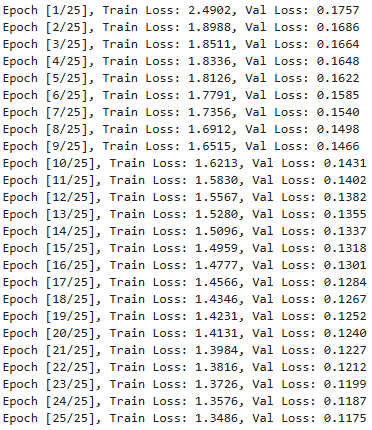 Epoch [1/25], Train Loss: 2.4902, Val Loss: 0.1757
Epoch [2/25], Train Loss: 1.8988, Val Loss: 0.1686
Epoch [3/25], Train Loss: 1.8511, Val Loss: 0.1664
Epoch [4/25], Train Loss: 1.8336, Val Loss: 0.1648
Epoch [5/25], Train Loss: 1.8126, Val Loss: 0.1622
Epoch [6/25], Train Loss: 1.7791, Val Loss: 0.1585
Epoch [7/25], Train Loss: 1.7356, Val Loss: 0.1540
Epoch [8/25], Train Loss: 1.6912, Val Loss: 0.1498
Epoch [9/25], Train Loss: 1.6515, Val Loss: 0.1466
Epoch [10/25], Train Loss: 1.6213, Val Loss: 0.1431
Epoch [11/25], Train Loss: 1.5830, Val Loss: 0.1402
Epoch [12/25], Train Loss: 1.5567, Val Loss: 0.1382
Epoch [13/25], Train Loss: 1.5280, Val Loss: 0.1355
Epoch [14/25], Train Loss: 1.5096, Val Loss: 0.1337
Epoch [15/25], Train Loss: 1.4959, Val Loss: 0.1318
Epoch [16/25], Train Loss: 1.4777, Val Loss: 0.1301
Epoch [17/25], Train Loss: 1.4566, Val Loss: 0.1284
Epoch [18/25], Train Loss: 1.4346, Val Loss: 0.1267
Epoch [19/25], Train Loss: 1.4231, Val Loss: 0.1252
Epoch [20/25], Train Loss: 1.4131, Val Loss: 0.1240
Epoch [21/25], Train Loss: 1.3984, Val Loss: 0.1227
Epoch [22/25], Train Loss: 1.3816, Val Loss: 0.1212
Epoch [23/25], Train Loss: 1.3726, Val Loss: 0.1199
Epoch [24/25], Train Loss: 1.3576, Val Loss: 0.1187
Epoch [25/25], Train Loss: 1.3486, Val Loss: 0.1175